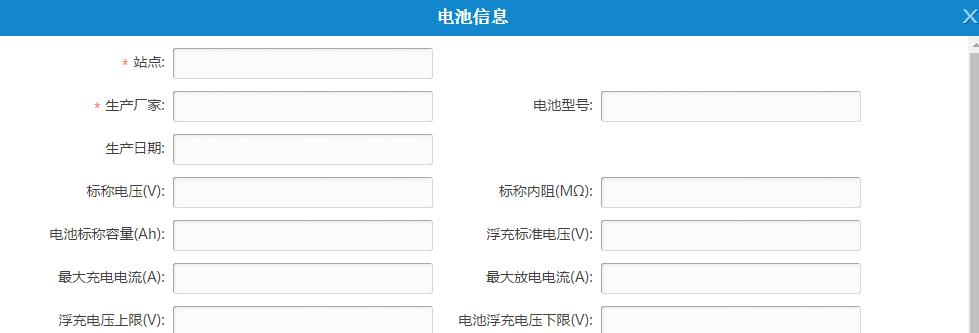 电池信息
* 站点:
* 生产厂家: 电池型号:
生产日期:
标称电压(V): 标称内阻(MΩ):
电池标称容量(Ah): 浮充标准电压(V):
最大充电电流(A): 最大放电电流(A):
浮充电压上限(V): 电池浮充电压下限(V):